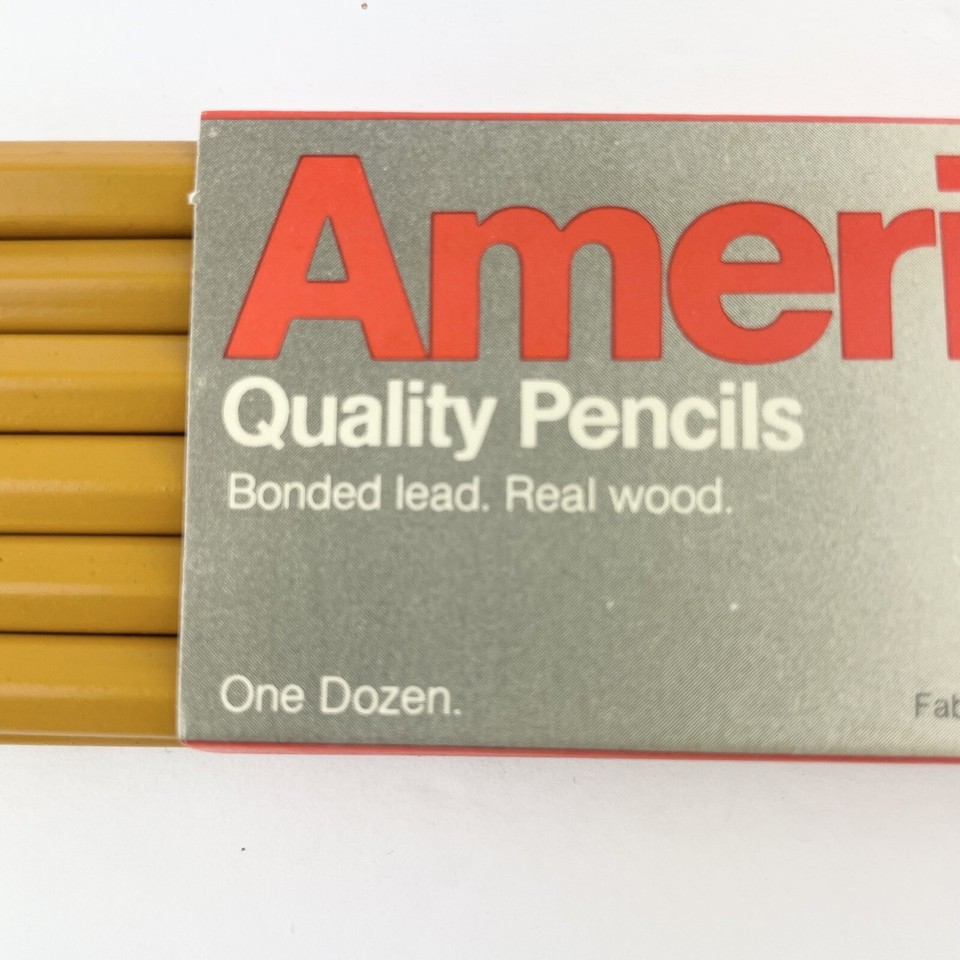 Ameri
Quality Pencils
Bonded lead. Real wood.
One Dozen.
Fab